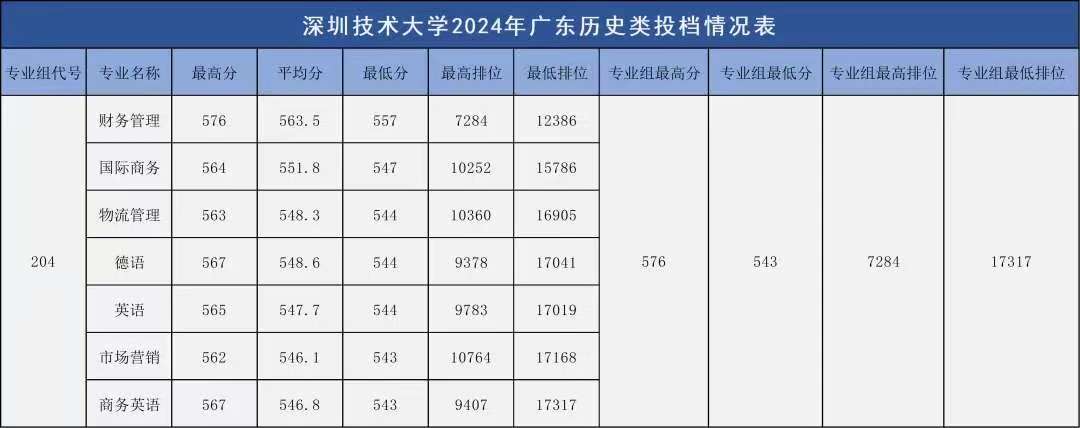 深圳技术大学2024年广东历史类投档情况表
专业组代号 专业名称 最高分 平均分 最低分 最高排位 最低排位 专业组最高分 专业组最低分 专业组最高排位 专业组最低排位
财务管理 576 563.5 557 7284 12386
国际商务 564 551.8 547 10252 15786
物流管理 563 548.3 544 10360 16905
204 德语 567 548.6 544 9378 17041 576 543 7284 17317
英语 565 547.7 544 9783 17019
市场营销 562 546.1 543 10764 17168
商务英语 567 546.8 543 9407 17317